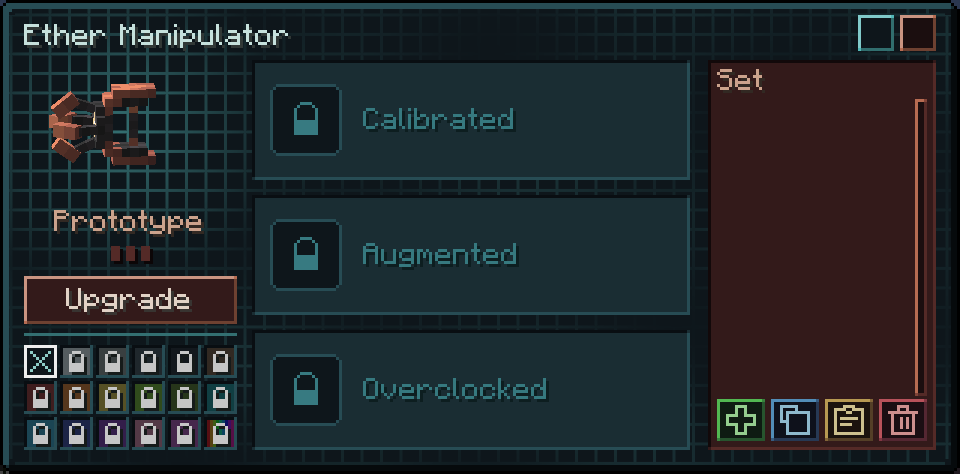 Ether Manipulator
Prototype
Upgrade
Calibrated
Augmented
Overclocked
Set